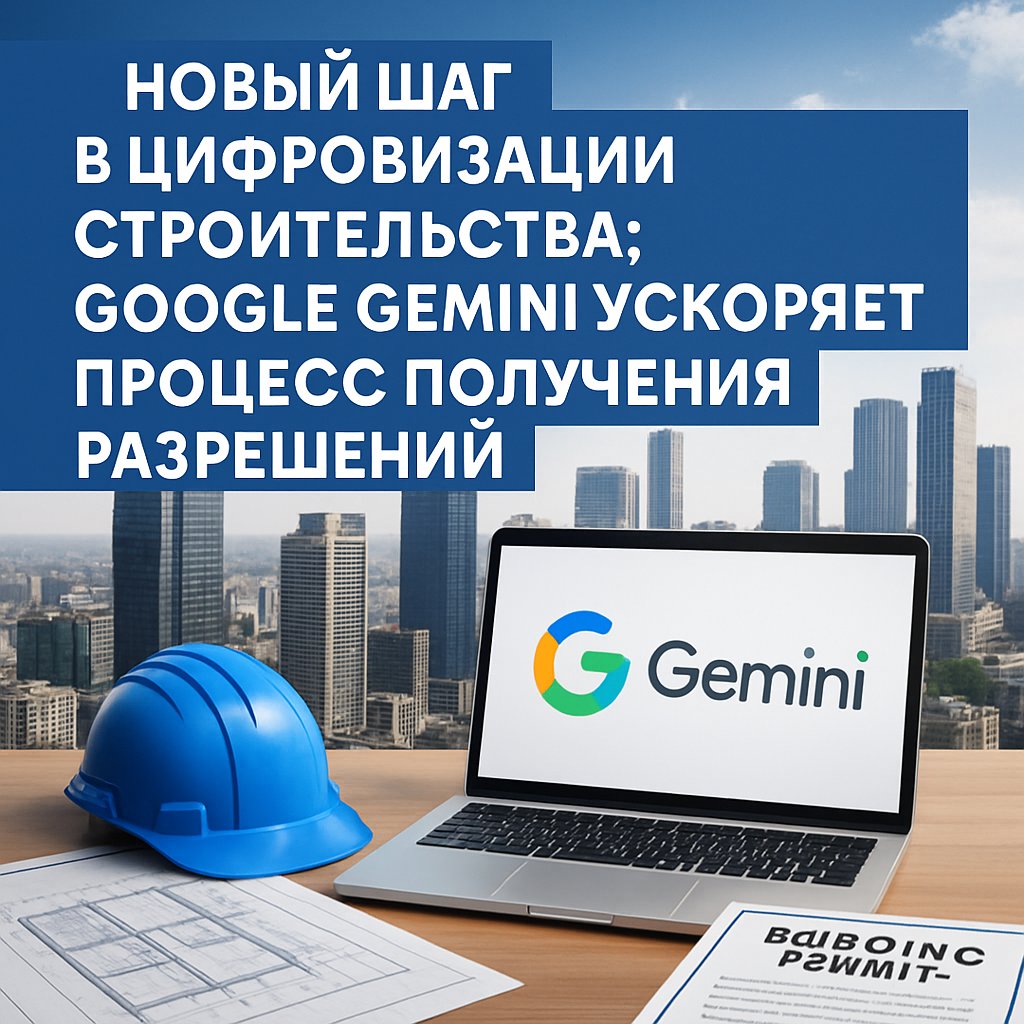 НОВЫЙ ШАГ
В ЦИФРОВИЗАЦИИ
СТРОИТЕЛЬСТВА;
GOOGLE GEMINI УСКОРЯЕТ
ПРОЦЕСС ПОЛУЧЕНИЯ
РАЗРЕШЕНИЙ
G Gemini